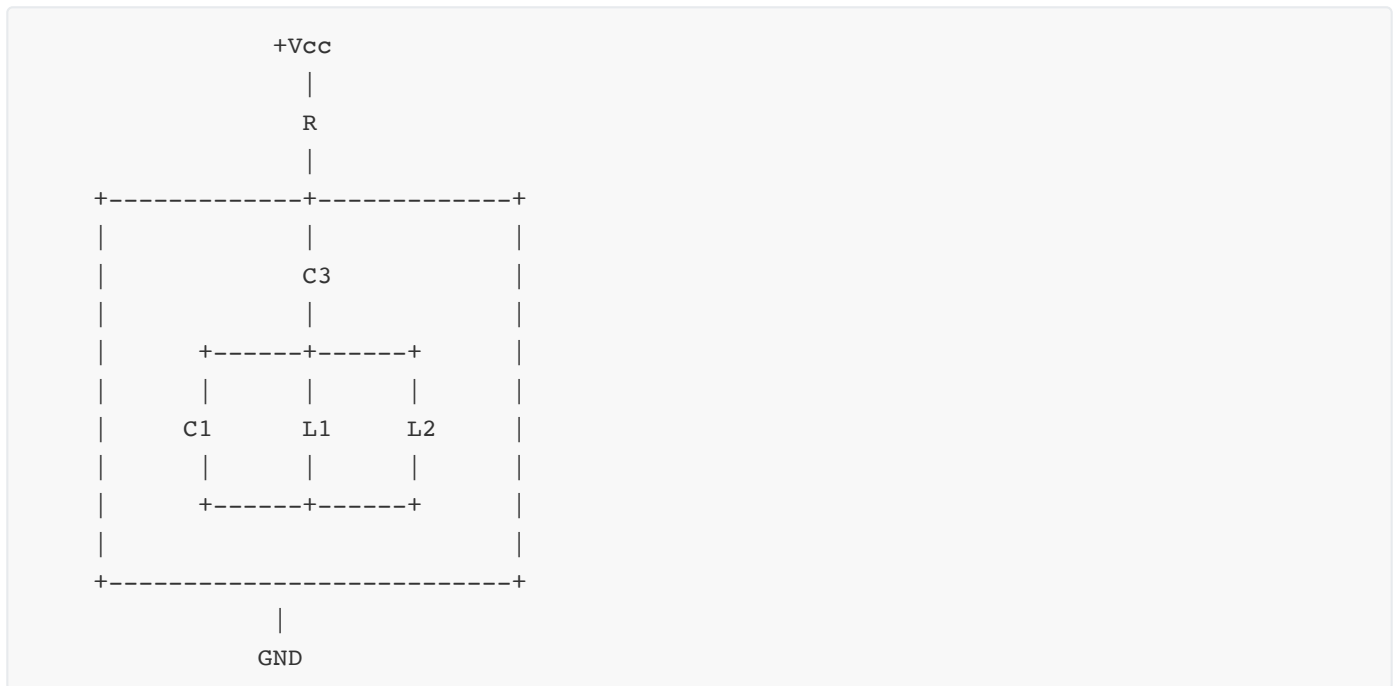 +Vcc
|
R
|
+-------------+-------------+
| | |
| C3 |
| | |
| +------+------+ |
| | | | |
| C1 L1 L2 |
| | | | |
| +------+------+ |
| |
+---------------------------+
|
GND